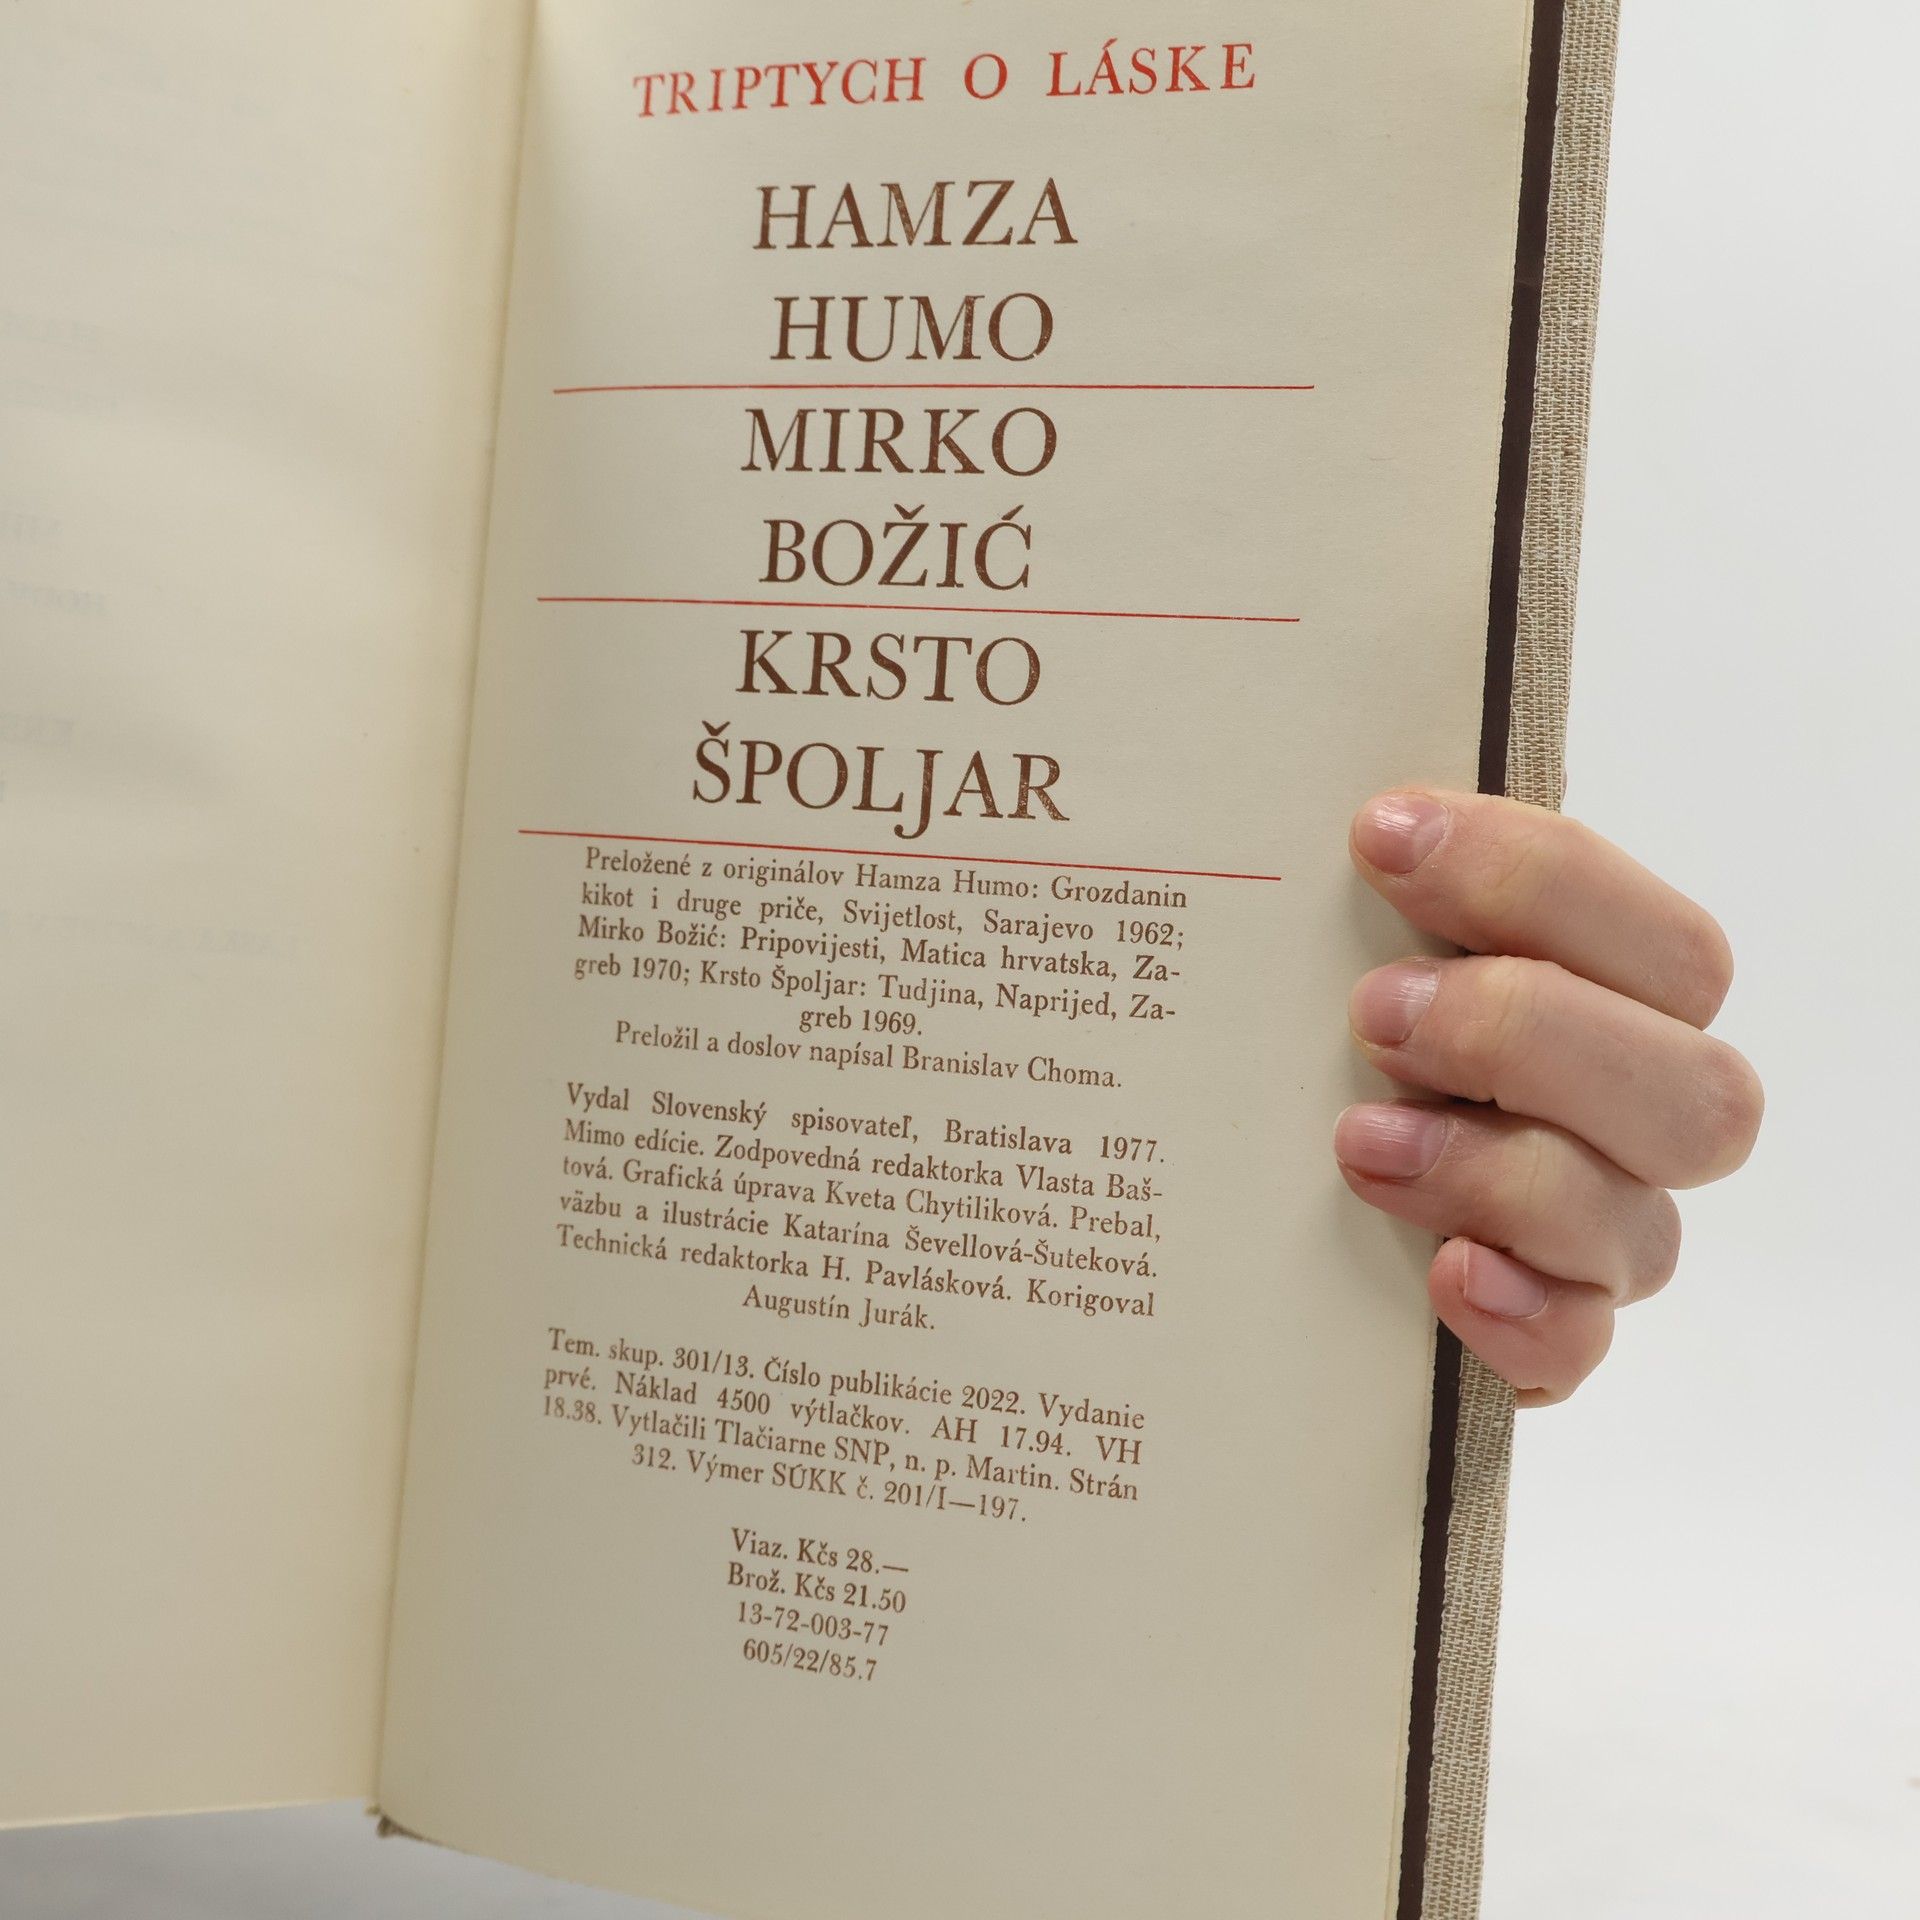 TRIPTYCH O LÁSKE
HAMZA
HUMO
MIRKO
BOŽIĆ
KRSTO
ŠPOLJAR
Preložené z originálov Hamza Humo: Grozdanin
kikot i druge priče, Svijetlost, Sarajevo 1962;
Mirko Božić: Pripovijesti, Matica hrvatska, Za-
greb 1970; Krsto Špoljar: Tudjina, Naprijed, Za-
greb 1969.
Preložil a doslov napísal Branislav Choma.
Vydal Slovenský spisovateľ, Bratislava 1977.
Mimo edície. Zodpovedná redaktorka Vlasta Baš-
tová. Grafická úprava Kveta Chytiliková. Prebal,
väzbu a ilustrácie Katarína Ševellová-Šuteková.
Technická redaktorka H. Pavlásková. Korigoval
Augustín Jurák.
Tem. skup. 301/13. Číslo publikácie 2022. Vydanie
prvé. Náklad 4500 výtlačkov. AH 17.94. VH
18.38. Vytlačili Tlačiarne SNP, n. p. Martin. Strán
312. Výmer SÚKK č. 201/I—197.
Viaz. Kčs 28.—
Brož. Kčs 21.50
13-72-003-77
605/22/85.7